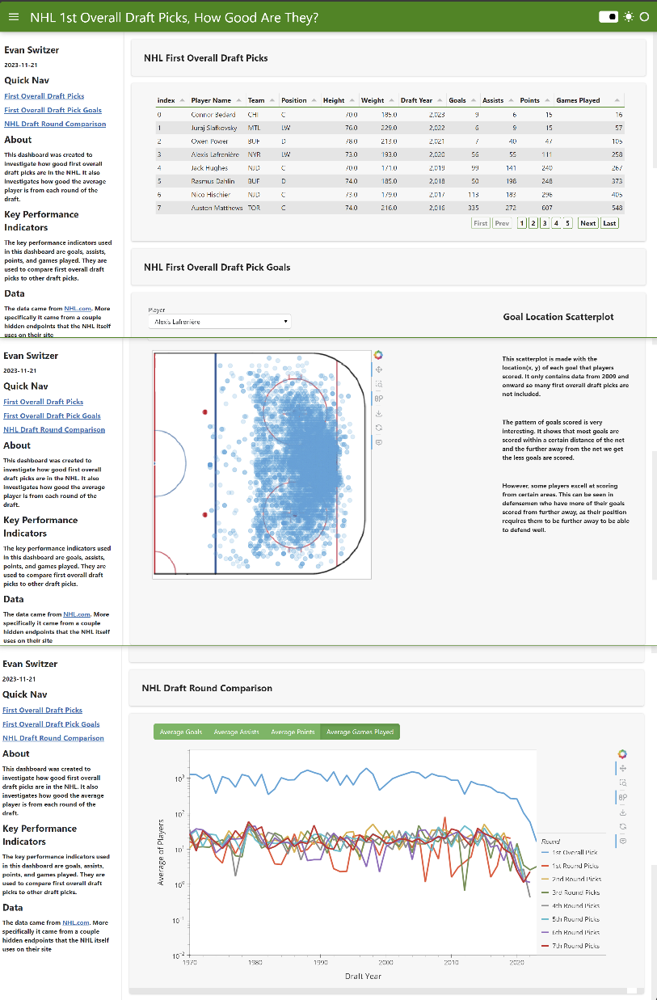 NHL 1st Overall Draft Picks, How Good Are They?
Evan Switzer
2023-11-21
Quick Nav
First Overall Draft Picks
First Overall Draft Pick Goals
NHL Draft Round Comparison
About
This dashboard was created to
investigate how good first overall
draft picks are in the NHL. It also
investigates how good the average
player is from each round of the
draft.
Key Performance
Indicators
The key performance indicators used
in this dashboard are goals, assists,
points, and games played. They are
used to compare first overall draft
picks to other draft picks.
Data
The data came from NHL.com. More
specifically it came from a couple
hidden endpoints that the NHL itself
uses on their site
NHL First Overall Draft Picks
index Player Name Team Position Height Weight Draft Year Goals Assists Points Games Played
0 Connor Bedard CHI C 70.0 185.0 2,023 9 6 15 16
1 Juraj Slafkovsky MTL LW 76.0 229.0 2,022 6 9 15 57
2 Owen Power BUF D 78.0 213.0 2,021 7 40 47 105
3 Alexis Lafrenière NYR LW 73.0 193.0 2,020 56 55 111 258
4 Jack Hughes NJD C 70.0 171.0 2,019 99 141 240 267
5 Rasmus Dahlin BUF D 74.0 185.0 2,018 50 198 248 373
6 Nico Hischier NJD C 73.0 179.0 2,017 113 183 296 405
7 Auston Matthews TOR C 74.0 216.0 2,016 335 272 607 548
First Prev 1 2 3 4 5 Next Last
NHL First Overall Draft Pick Goals
Player
Alexis Lafrenière
Goal Location Scatterplot
Evan Switzer
2023-11-21
Quick Nav
First Overall Draft Picks
First Overall Draft Pick Goals
NHL Draft Round Comparison
About
This dashboard was created to
investigate how good first overall
draft picks are in the NHL. It also
investigates how good the average
player is from each round of the
draft.
Key Performance
Indicators
The key performance indicators used
in this dashboard are goals, assists,
points, and games played. They are
used to compare first overall draft
picks to other draft picks.
Data
The data came from NHL.com. More
specifically it came from a couple
hidden endpoints that the NHL itself
uses on their site
This scatterplot is made with the
location(x, y) of each goal that players
scored. It only contains data from 2009 and
onward so many first overall draft picks are
not included.
The pattern of goals scored is very
interesting. It shows that most goals are
scored within a certain distance of the net
and the further away from the net we get
the less goals are scored.
However, some players excell at scoring
from certain areas. This can be seen in
defensemen who have more of their goals
scored from further away, as their position
requires them to be further away to be able
to defend well.
Evan Switzer
2023-11-21
Quick Nav
First Overall Draft Picks
First Overall Draft Pick Goals
NHL Draft Round Comparison
About
This dashboard was created to
investigate how good first overall
draft picks are in the NHL. It also
investigates how good the average
player is from each round of the
draft.
Key Performance
Indicators
The key performance indicators used
in this dashboard are goals, assists,
points, and games played. They are
used to compare first overall draft
picks to other draft picks.
Data
The data came from NHL.com. More
specifically it came from a couple
hidden endpoints that the NHL itself
uses on their site
NHL Draft Round Comparison
Average Goals Average Assists Average Points Average Games Played
Average of Players
10³
10²
10¹
10⁰
10⁻¹
10⁻²
1970 1980 1990 2000 2010 2020
Draft Year
Round
1st Overall Pick
1st Round Picks
2nd Round Picks
3rd Round Picks
4th Round Picks
5th Round Picks
6th Round Picks
7th Round Picks